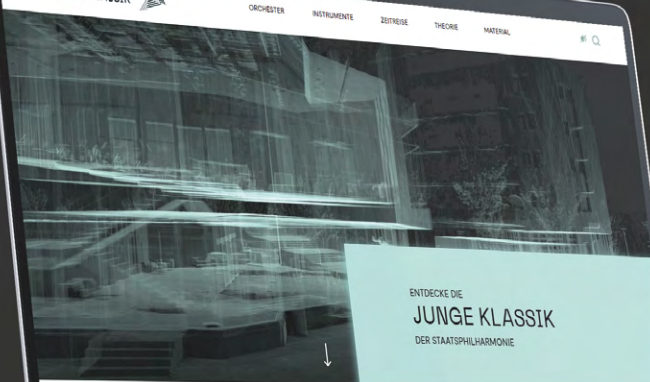 ORCHESTER
INSTRUMENTE
ZEITREISE
THEORIE
MATERIAL
ENTDECKE DIE
JUNGE KLASSIK
DER STAATSPHILHARMONIE